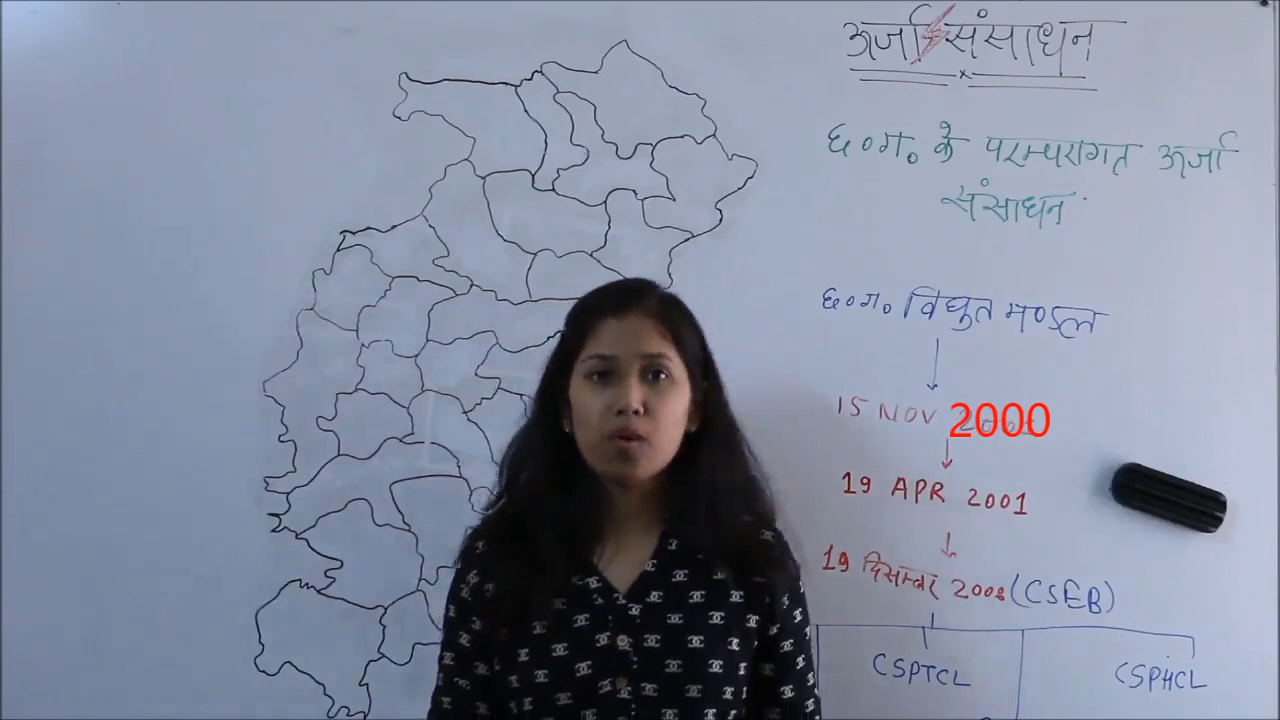 ऊर्जा संसाधन
छ०ग० के परम्परागत ऊर्जा
संसाधन
छ०ग० विद्युत मण्डल
15 NOV 2000
19 APR 2001
19 दिसम्बर 2008 (CSEB)
CSPTCL CSPHCL